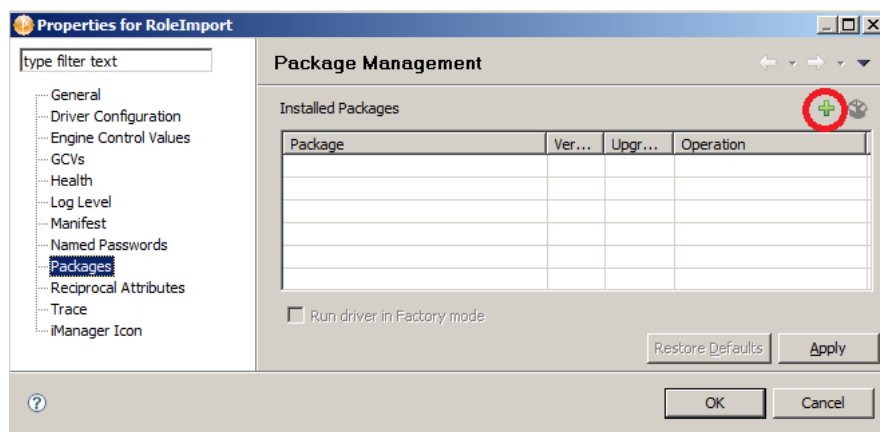 Properties for RoleImport
type filter text
General
Driver Configuration
Engine Control Values
GCVs
Health
Log Level
Manifest
Named Passwords
Packages
Reciprocal Attributes
Trace
iManager Icon
Package Management
Installed Packages
Package Ver... Upgr... Operation
Run driver in Factory mode
Restore Defaults Apply
OK Cancel